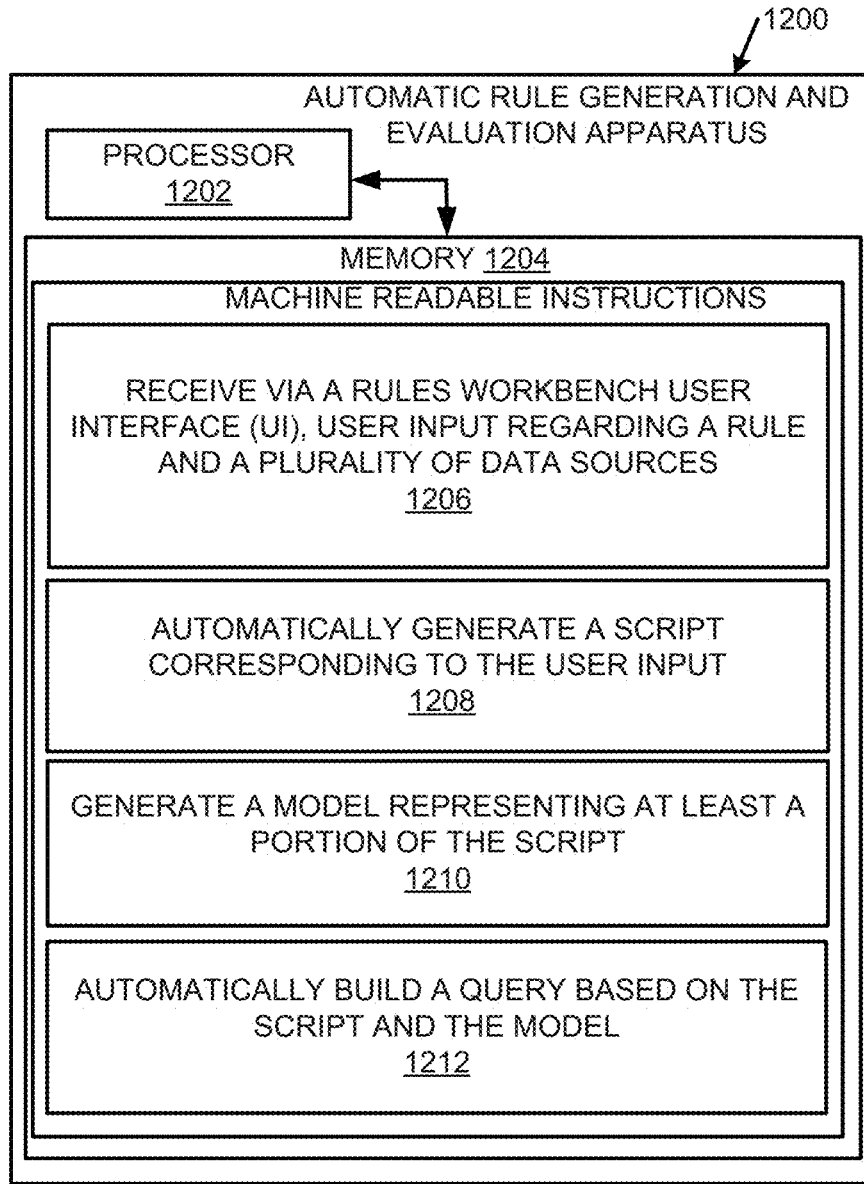 1200
AUTOMATIC RULE GENERATION AND
EVALUATION APPARATUS
PROCESSOR
1202
MEMORY 1204
MACHINE READABLE INSTRUCTIONS
RECEIVE VIA A RULES WORKBENCH USER
INTERFACE (UI), USER INPUT REGARDING A RULE
AND A PLURALITY OF DATA SOURCES
1206
AUTOMATICALLY GENERATE A SCRIPT
CORRESPONDING TO THE USER INPUT
1208
GENERATE A MODEL REPRESENTING AT LEAST A
PORTION OF THE SCRIPT
1210
AUTOMATICALLY BUILD A QUERY BASED ON THE
SCRIPT AND THE MODEL
1212